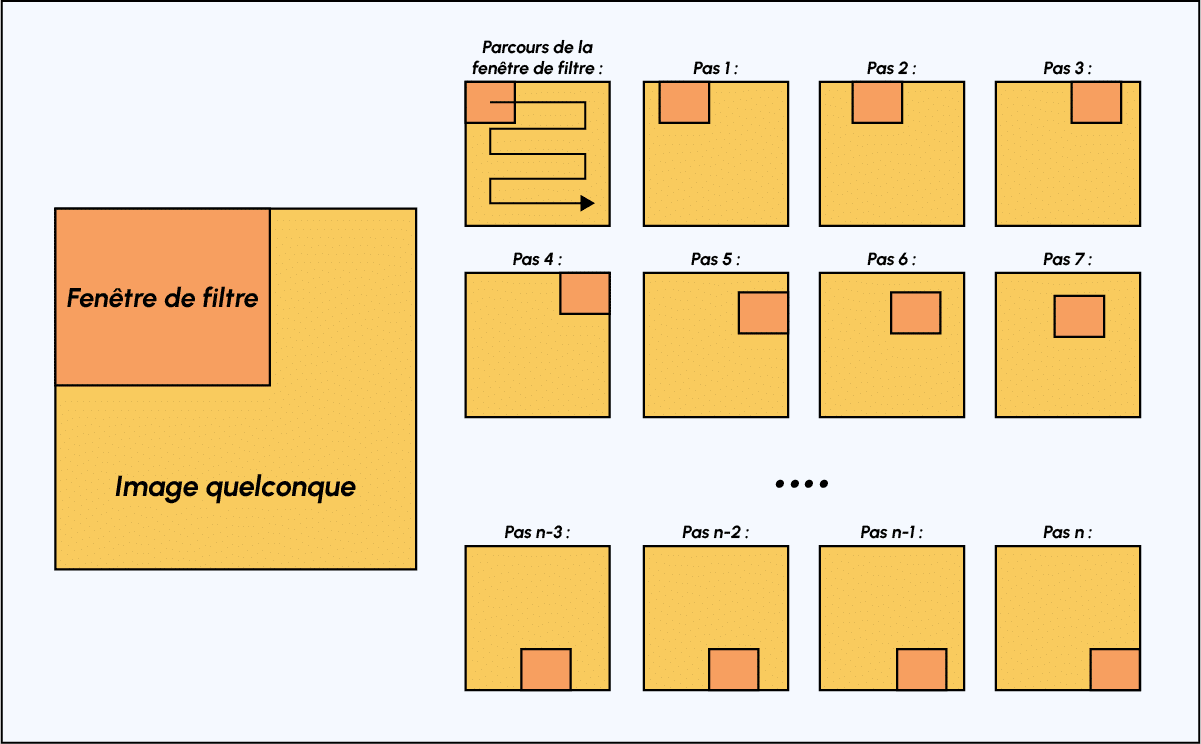 Parcours de la
fenêtre de filtre :
Pas 1 :
Pas 2 :
Pas 3 :
Fenêtre de filtre
Image quelconque
Pas 4 :
Pas 5 :
Pas 6 :
Pas 7 :
....
Pas n-3 :
Pas n-2 :
Pas n-1 :
Pas n :